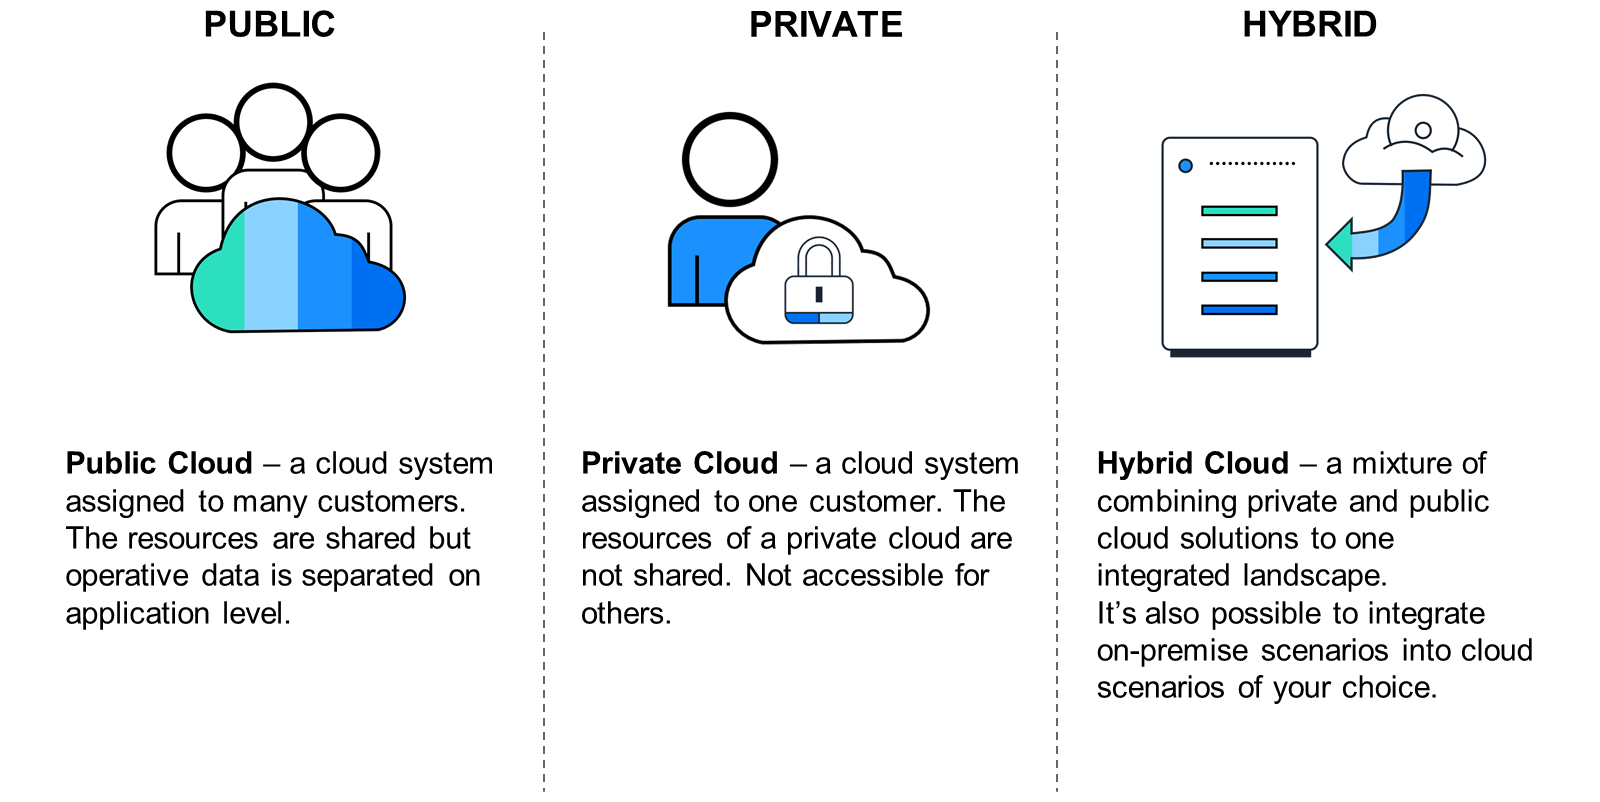 PUBLIC
Public Cloud – a cloud system
assigned to many customers.
The resources are shared but
operative data is separated on
application level.
PRIVATE
Private Cloud – a cloud system
assigned to one customer. The
resources of a private cloud are
not shared. Not accessible for
others.
HYBRID
Hybrid Cloud – a mixture of
combining private and public
cloud solutions to one
integrated landscape.
It’s also possible to integrate
on-premise scenarios into cloud
scenarios of your choice.